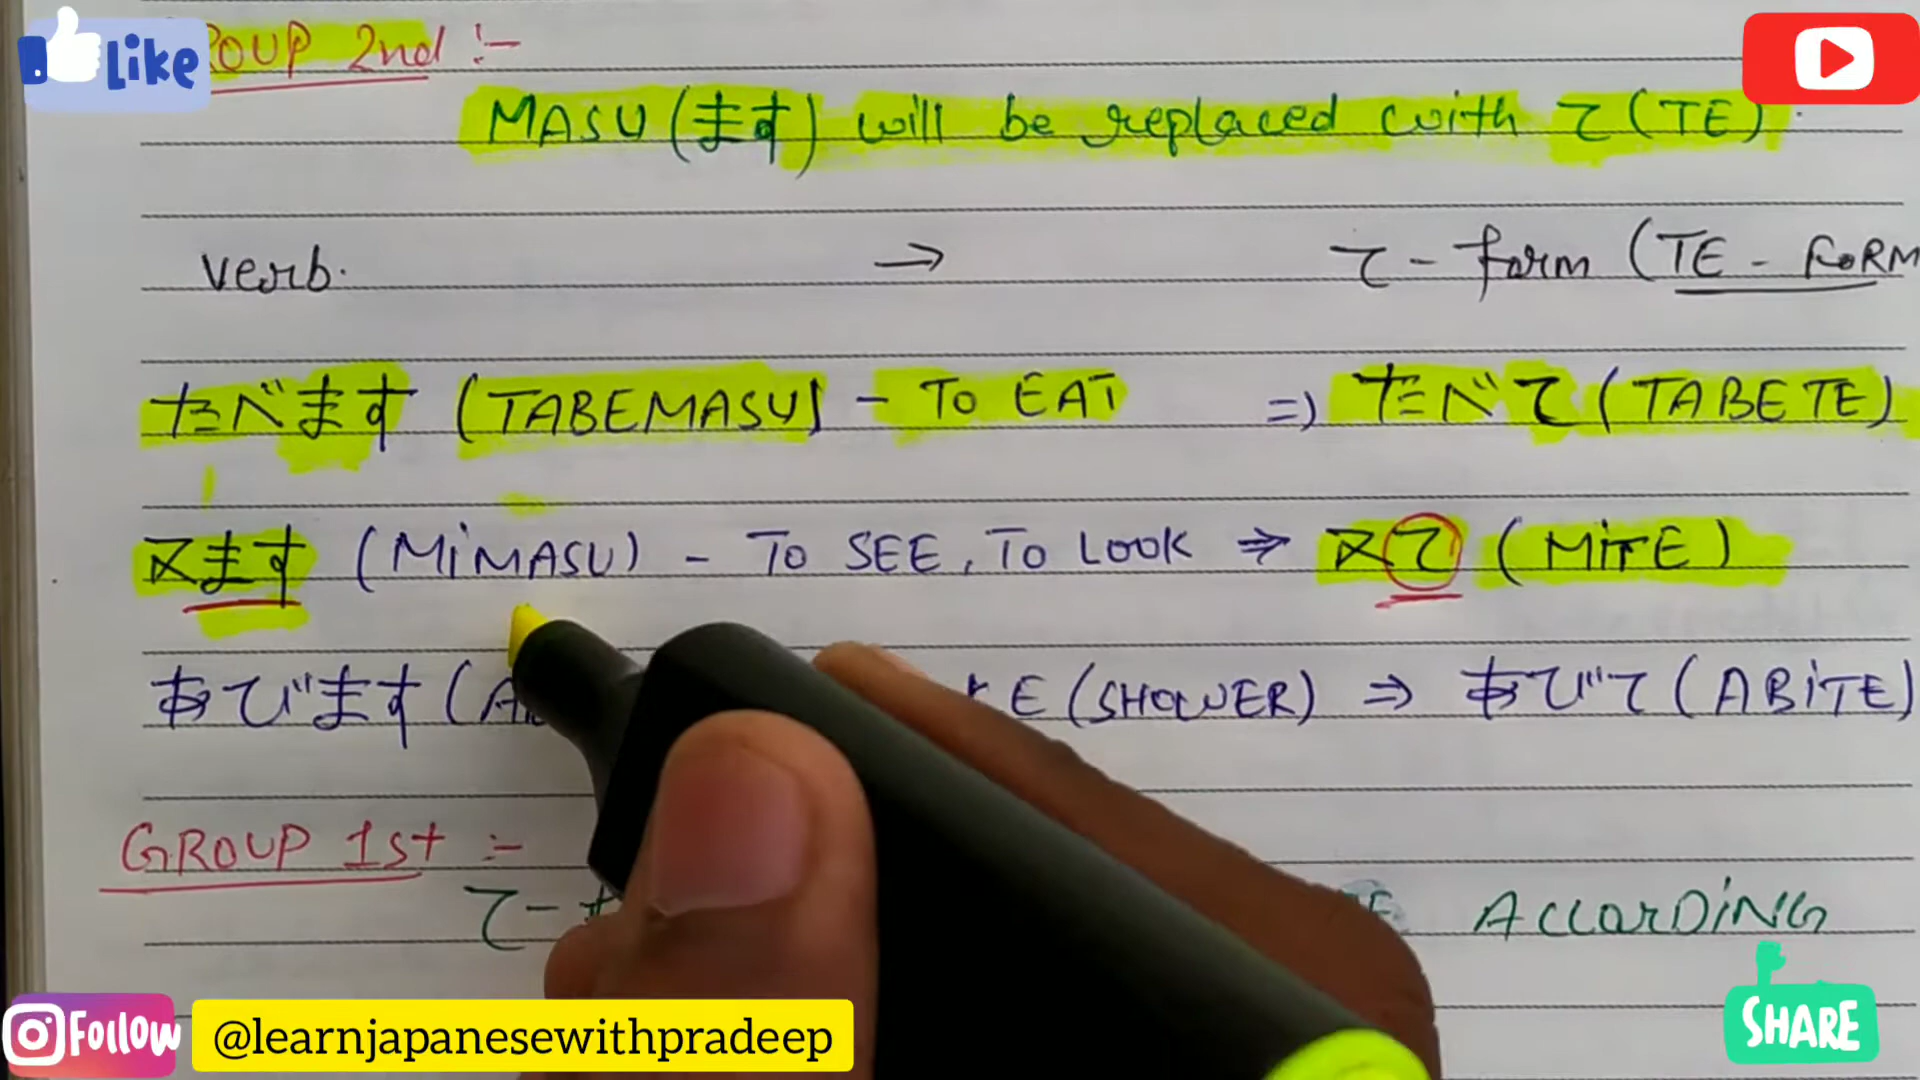 Like
ROUP 2nd :-
MASU (ます) will be replaced with て (TE).
verb. → て - form (TE - FORM
たべます (TABEMASU) - TO EAT => たべて (TABETE)
みます (MiMASU) - TO SEE, TO LOOK ⇒ みて (MiTE)
あびます (A E (SHOWER) ⇒ あびて (ABiTE)
GROUP 1st :-
て- ACCORDiNG
Follow @learnjapanesewithpradeep SHARE